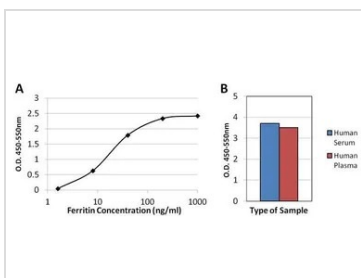 A
O.D. 450-550nm
3
2.5
2
1.5
1
0.5
0
1
10
100
1000
Ferritin Concentration (ng/ml)
B
O.D. 450-550nm
5
4
3
2
1
0
Type of Sample
Human
Serum
Human
Plasma